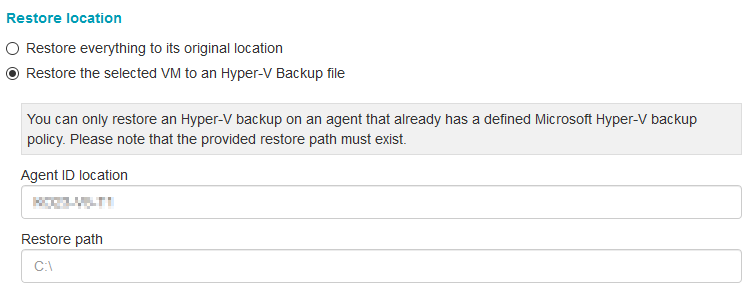 Restore location
Restore everything to its original location
Restore the selected VM to an Hyper-V Backup file
You can only restore an Hyper-V backup on an agent that already has a defined Microsoft Hyper-V backup
policy. Please note that the provided restore path must exist.
Agent ID location
Restore path
C:\